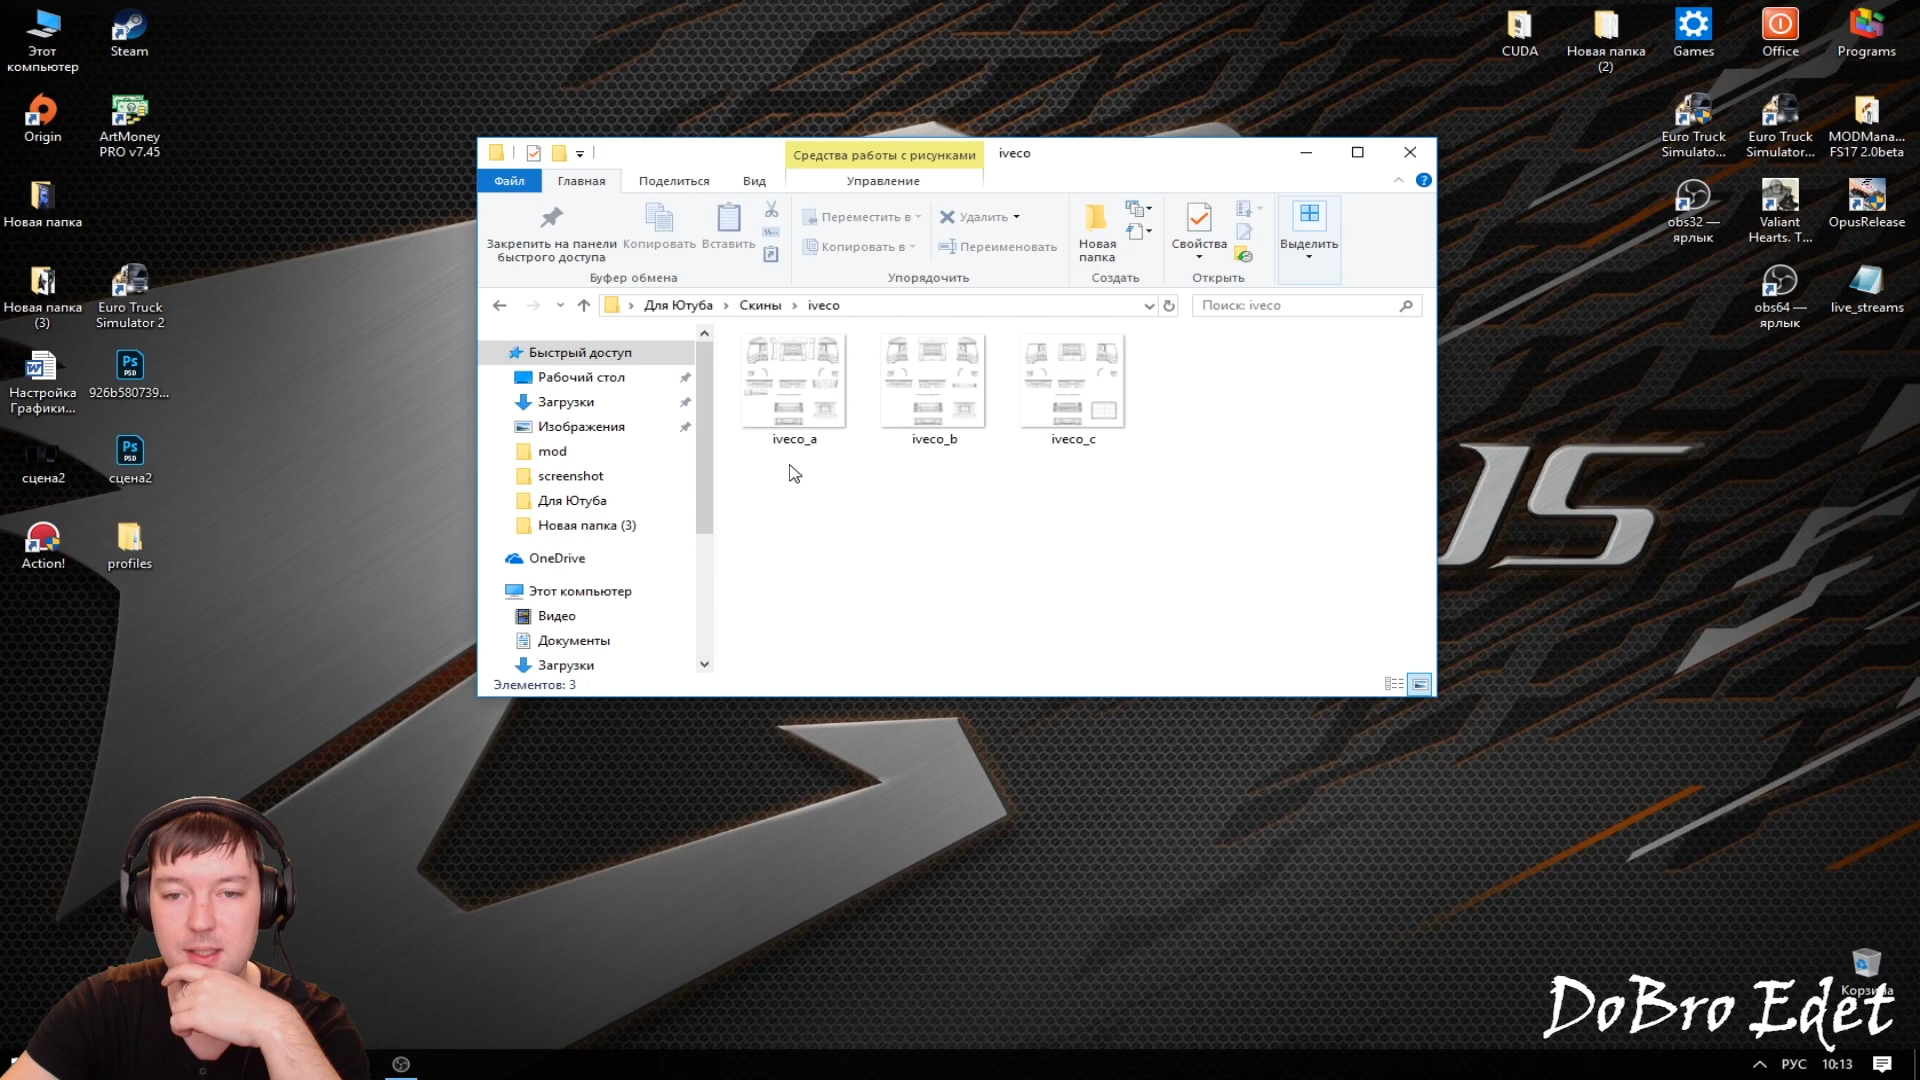 Этот
компьютер
Steam
CUDA
Новая папка
(2)
Games
Office
Programs
Origin
ArtMoney
PRO v7.45
Euro Truck
Simulato...
Euro Truck
Simulator...
MODMana...
FS17 2.0beta
Новая папка
obs32 —
ярлык
Valiant
Hearts. T...
OpusRelease
Новая папка
(3)
Euro Truck
Simulator 2
obs64 —
ярлык
live_streams
Настройка
Графики...
926b580739...
сцена2
сцена2
Action!
profiles
Средства работы с рисунками
iveco
Файл
Главная
Поделиться
Вид
Управление
Закрепить на панели
быстрого доступа
Копировать
Вставить
Переместить в
Копировать в
Удалить
Переименовать
Новая
папка
Свойства
Выделить
Буфер обмена
Упорядочить
Создать
Открыть
Для Ютуба
Скины
iveco
Поиск: iveco
Быстрый доступ
Рабочий стол
Загрузки
Изображения
mod
screenshot
Для Ютуба
Новая папка (3)
OneDrive
Этот компьютер
Видео
Документы
Загрузки
iveco_a
iveco_b
iveco_c
Элементов: 3
15
Корзина
DoBro Edet
РУС
10:13